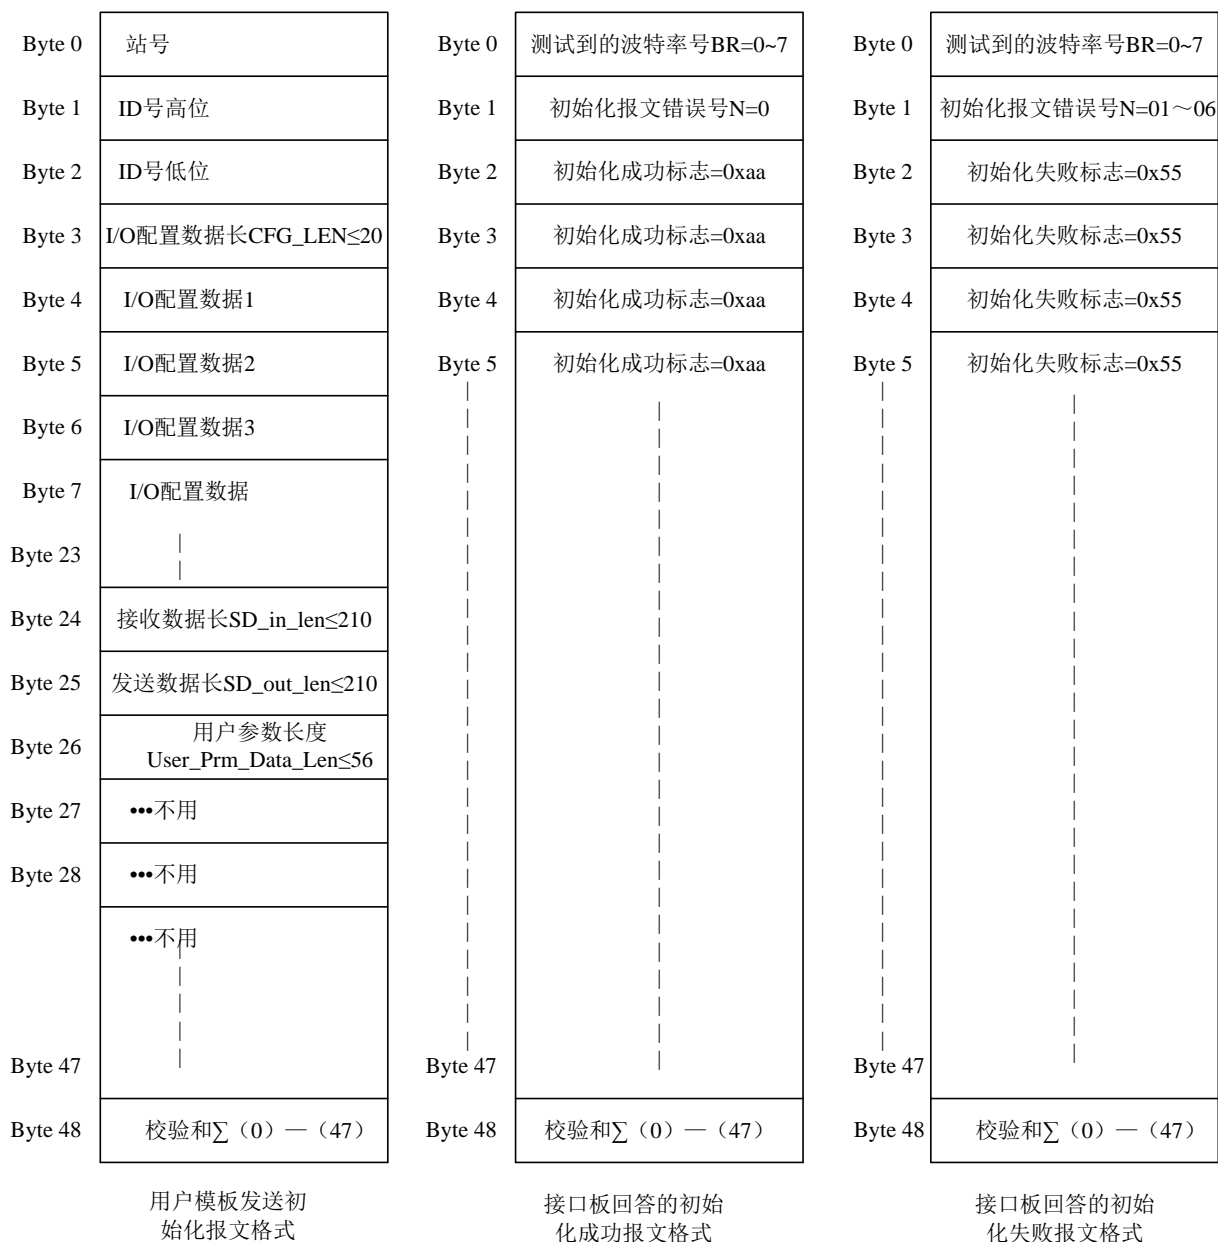 Byte 0 站号
Byte 1 ID号高位
Byte 2 ID号低位
Byte 3 I/O配置数据长CFG_LEN≤20
Byte 4 I/O配置数据1
Byte 5 I/O配置数据2
Byte 6 I/O配置数据3
Byte 7 I/O配置数据
Byte 23
Byte 24 接收数据长SD_in_len≤210
Byte 25 发送数据长SD_out_len≤210
Byte 26 用户参数长度
User_Prm_Data_Len≤56
Byte 27 •••不用
Byte 28 •••不用
•••不用
Byte 47
Byte 48 校验和∑（0）—（47）
用户模板发送初
始化报文格式
Byte 0 测试到的波特率号BR=0~7
Byte 1 初始化报文错误号N=0
Byte 2 初始化成功标志=0xaa
Byte 3 初始化成功标志=0xaa
Byte 4 初始化成功标志=0xaa
Byte 5 初始化成功标志=0xaa
Byte 47
Byte 48 校验和∑（0）—（47）
接口板回答的初始
化成功报文格式
Byte 0 测试到的波特率号BR=0~7
Byte 1 初始化报文错误号N=01～06
Byte 2 初始化失败标志=0x55
Byte 3 初始化失败标志=0x55
Byte 4 初始化失败标志=0x55
Byte 5 初始化失败标志=0x55
Byte 47
Byte 48 校验和∑（0）—（47）
接口板回答的初始
化失败报文格式